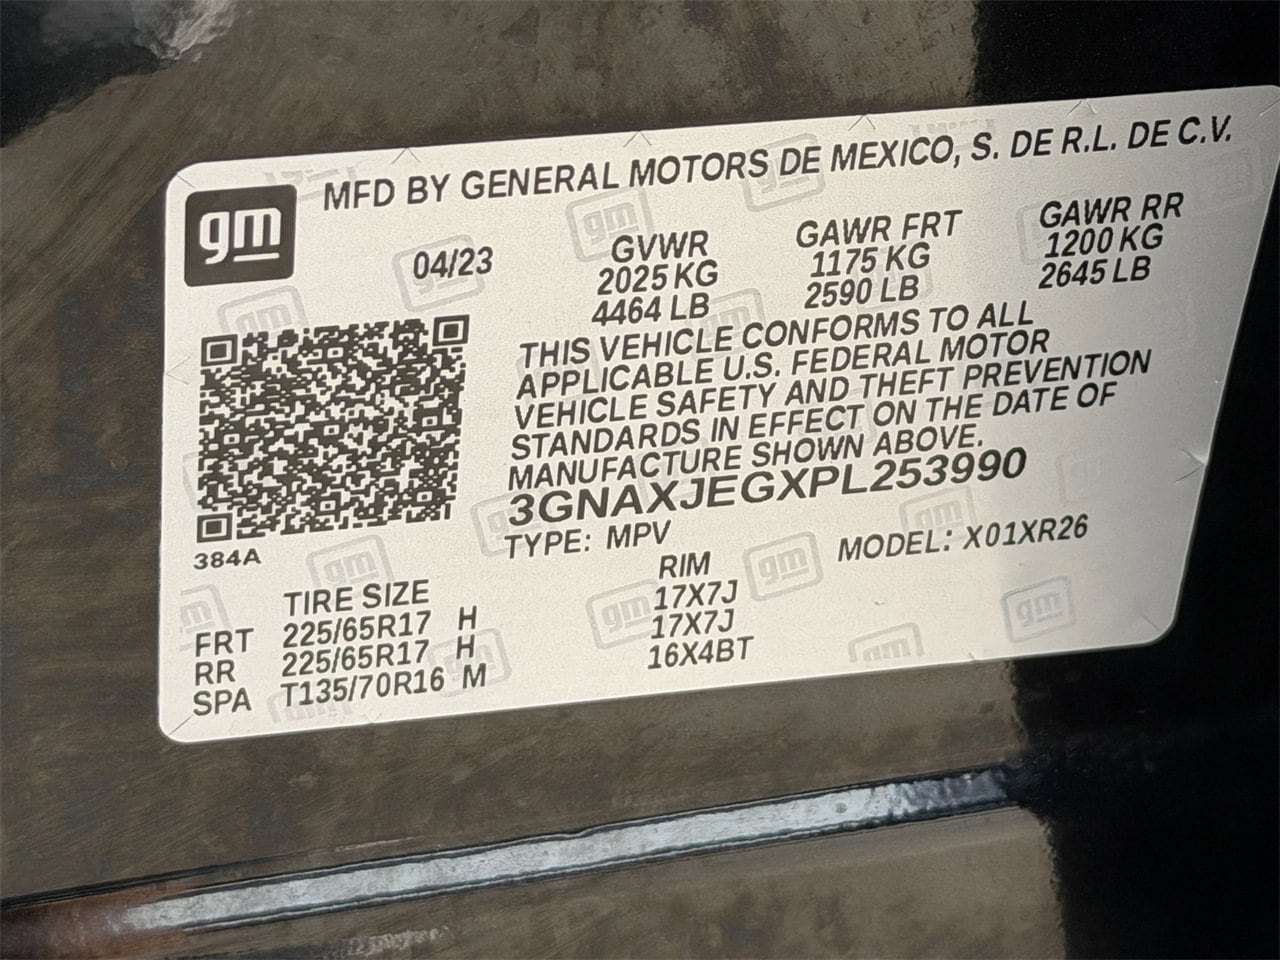 gm
MFD BY GENERAL MOTORS DE MEXICO, S. DE R.L. DE C.V.
04/23
GVWR GAWR FRT GAWR RR
2025 KG 1175 KG 1200 KG
4464 LB 2590 LB 2645 LB
THIS VEHICLE CONFORMS TO ALL
APPLICABLE U.S. FEDERAL MOTOR
VEHICLE SAFETY AND THEFT PREVENTION
STANDARDS IN EFFECT ON THE DATE OF
MANUFACTURE SHOWN ABOVE.
3GNAXJEGXPL253990
TYPE: MPV MODEL: X01XR26
384A
TIRE SIZE RIM
FRT 225/65R17 H 17X7J
RR 225/65R17 H 17X7J
SPA T135/70R16 M 16X4BT